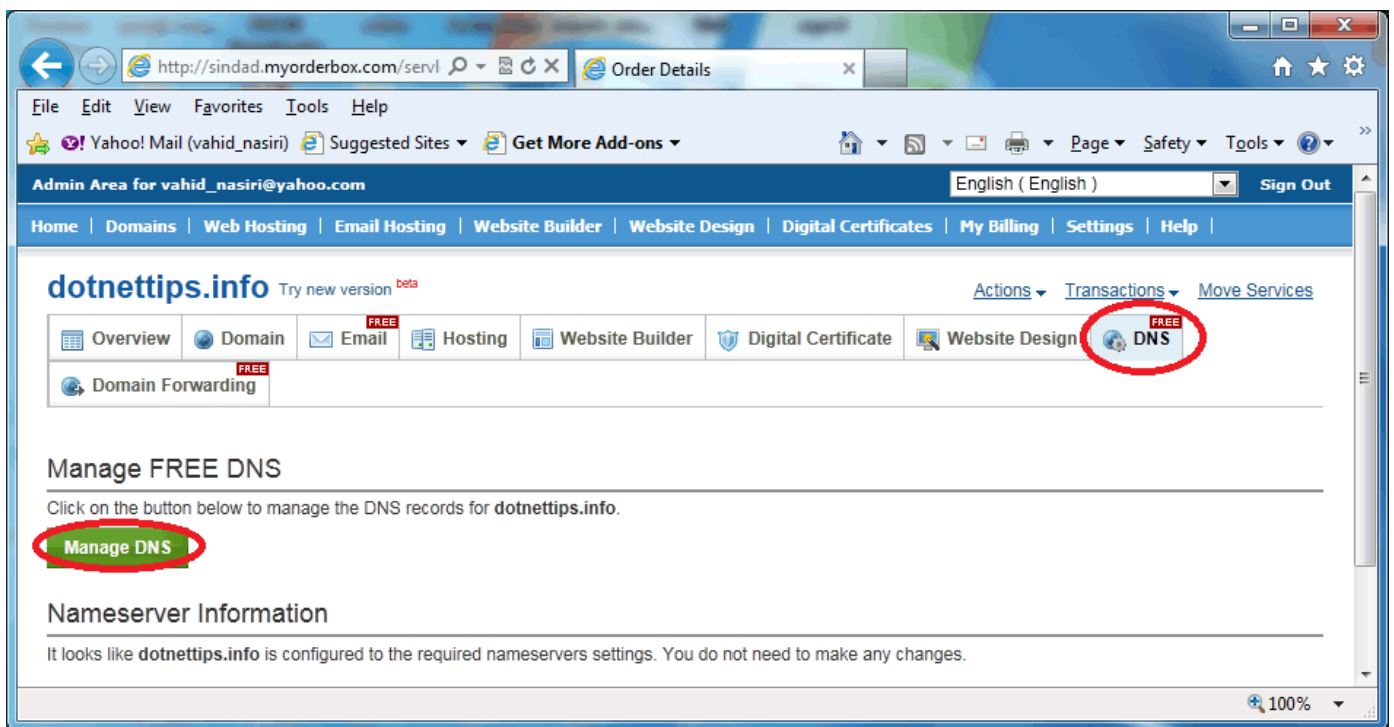 http://sindad.myorderbox.com/servl
Order Details
File Edit View Favorites Tools Help
Yahoo! Mail (vahid_nasiri) Suggested Sites Get More Add-ons Page Safety Tools
Admin Area for vahid_nasiri@yahoo.com English ( English ) Sign Out
Home | Domains | Web Hosting | Email Hosting | Website Builder | Website Design | Digital Certificates | My Billing | Settings | Help |
dotnettips.info Try new version beta Actions Transactions Move Services
Overview Domain Email FREE Hosting Website Builder Digital Certificate Website Design DNS FREE
Domain Forwarding FREE
Manage FREE DNS
Click on the button below to manage the DNS records for dotnettips.info.
Manage DNS
Nameserver Information
It looks like dotnettips.info is configured to the required nameservers settings. You do not need to make any changes.
100%